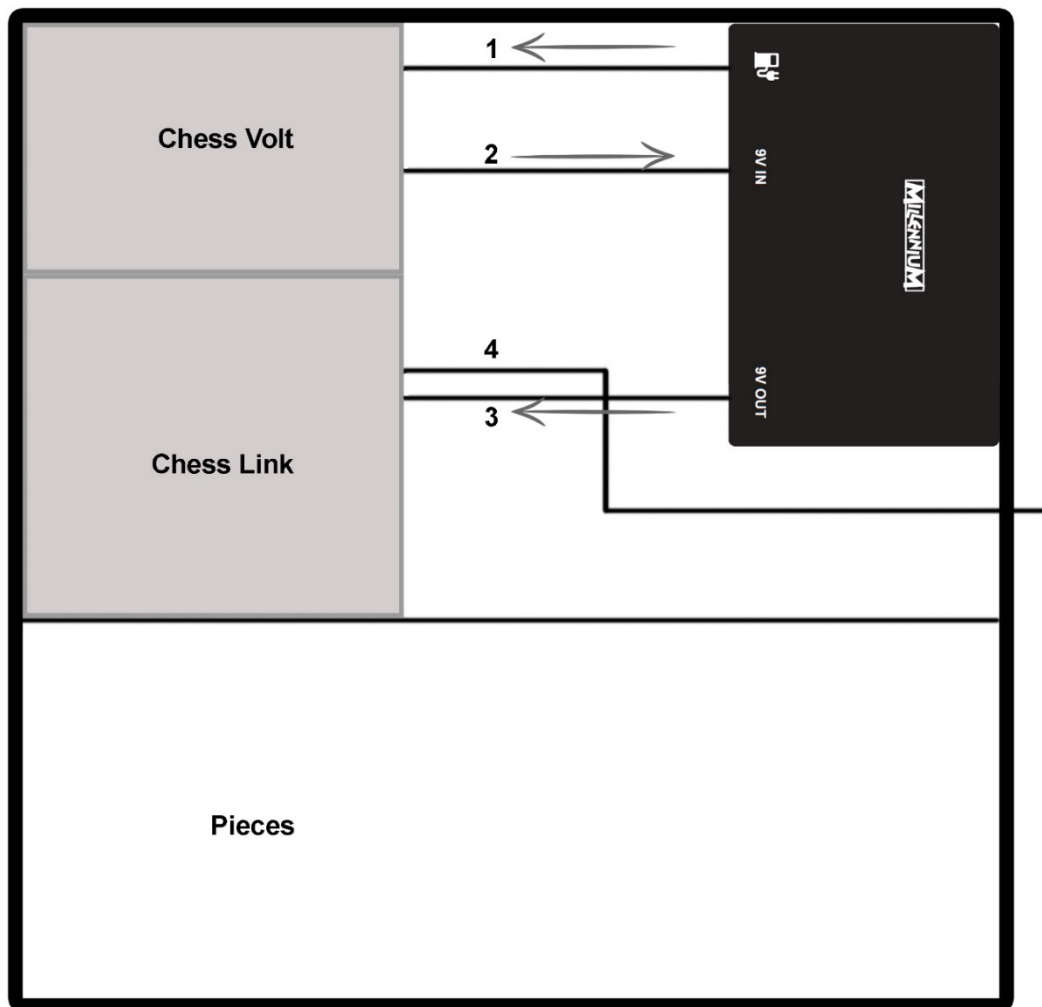 1
Chess Volt
2
9V IN
MILLENNIUM
4
9V OUT
3
Chess Link
Pieces